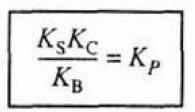 K_S K_C / K_B = K_P